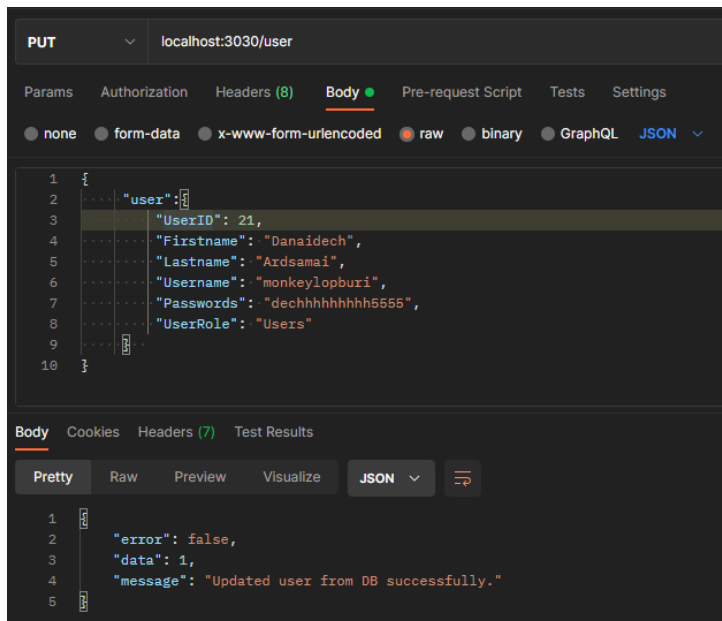 PUT localhost:3030/user
Params Authorization Headers (8) Body Pre-request Script Tests Settings
none form-data x-www-form-urlencoded raw binary GraphQL JSON
1 {
2 "user":{
3 "UserID": 21,
4 "Firstname": "Danaidech",
5 "Lastname": "Ardsamai",
6 "Username": "monkeylopburi",
7 "Passwords": "dechhhhhhhhh5555",
8 "UserRole": "Users"
9 }
10 }
Body Cookies Headers (7) Test Results
Pretty Raw Preview Visualize JSON
1 {
2 "error": false,
3 "data": 1,
4 "message": "Updated user from DB successfully."
5 }